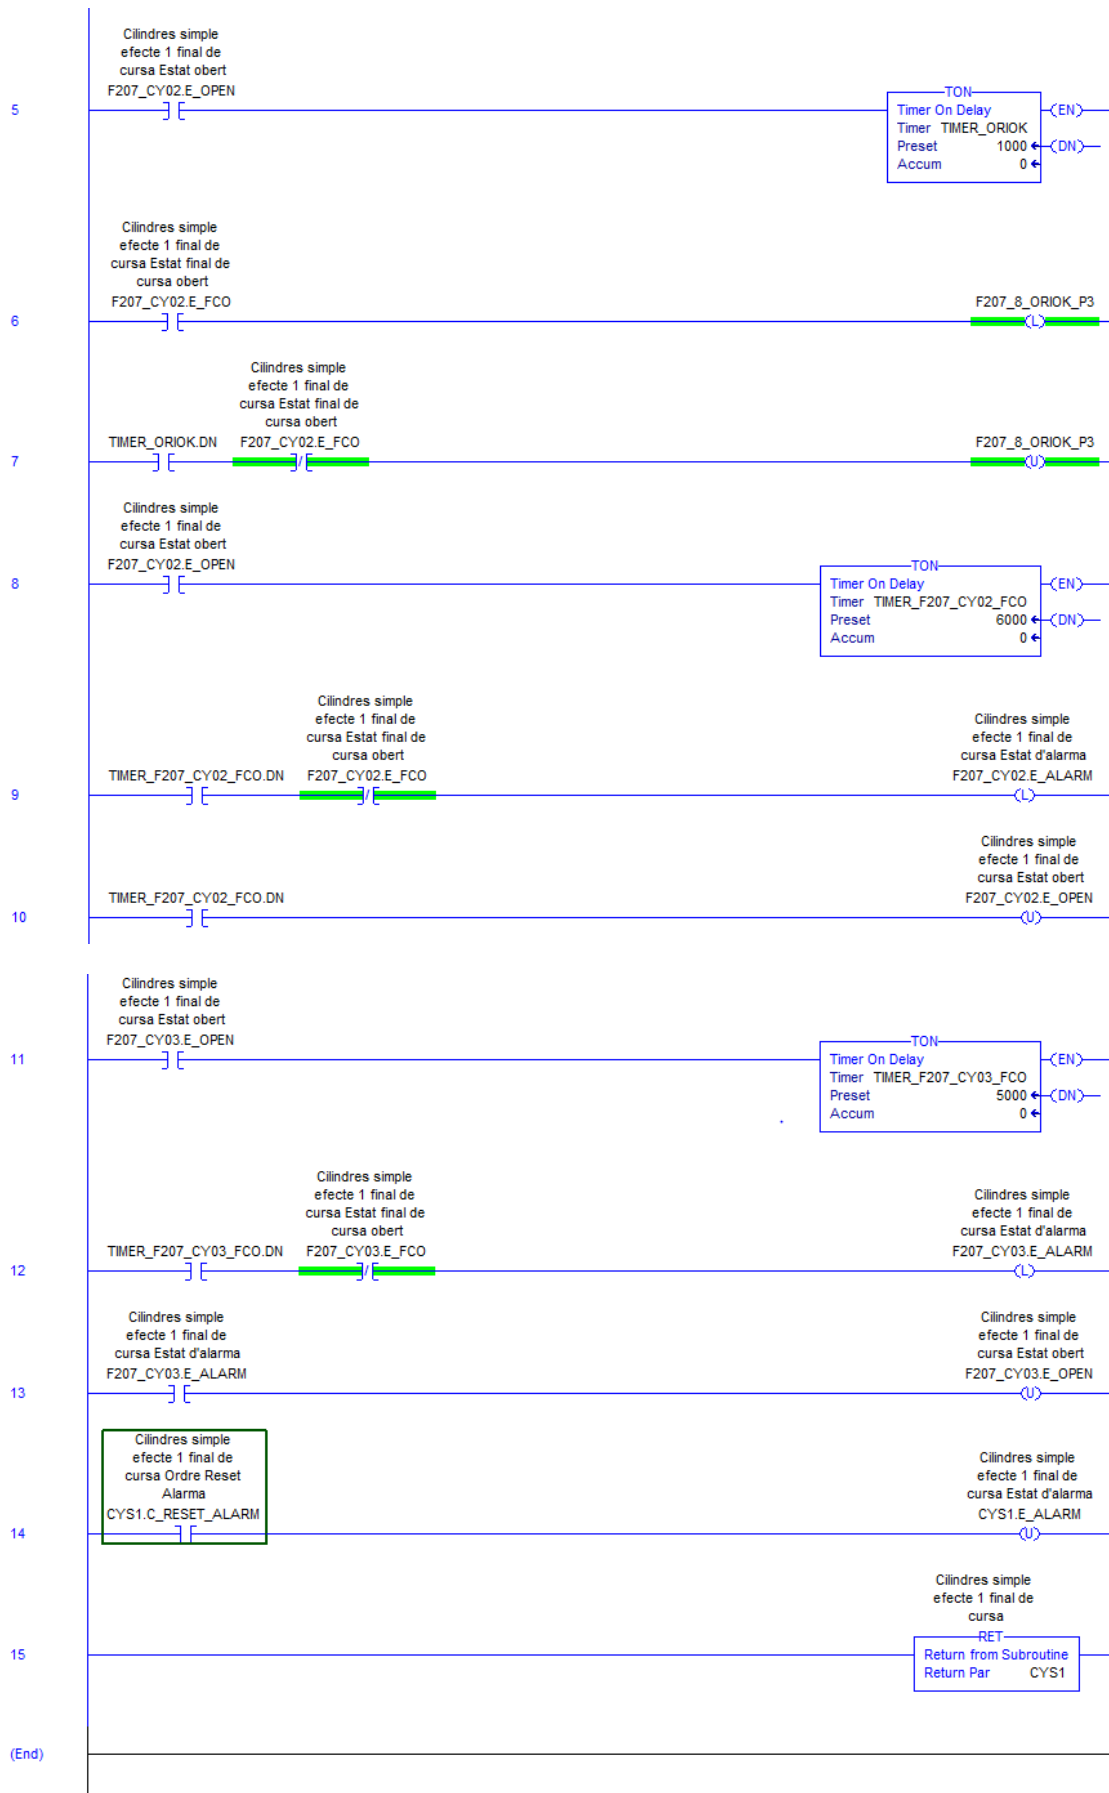 Cilindres simple
efecte 1 final de
cursa Estat obert
F207_CY02.E_OPEN
5
TON
Timer On Delay
Timer TIMER_ORIOK
Preset 1000
Accum 0
(EN)
(DN)
Cilindres simple
efecte 1 final de
cursa Estat final de
cursa obert
F207_CY02.E_FCO
F207_8_ORIOK_P3
6
(L)
Cilindres simple
efecte 1 final de
cursa Estat final de
cursa obert
TIMER_ORIOK.DN F207_CY02.E_FCO
F207_8_ORIOK_P3
7
(U)
Cilindres simple
efecte 1 final de
cursa Estat obert
F207_CY02.E_OPEN
8
TON
Timer On Delay
Timer TIMER_F207_CY02_FCO
Preset 6000
Accum 0
(EN)
(DN)
Cilindres simple
efecte 1 final de
cursa Estat final de
cursa obert
TIMER_F207_CY02_FCO.DN F207_CY02.E_FCO
Cilindres simple
efecte 1 final de
cursa Estat d'alarma
F207_CY02.E_ALARM
9
(L)
TIMER_F207_CY02_FCO.DN
Cilindres simple
efecte 1 final de
cursa Estat obert
F207_CY02.E_OPEN
10
(U)
Cilindres simple
efecte 1 final de
cursa Estat obert
F207_CY03.E_OPEN
11
TON
Timer On Delay
Timer TIMER_F207_CY03_FCO
Preset 5000
Accum 0
(EN)
(DN)
Cilindres simple
efecte 1 final de
cursa Estat final de
cursa obert
TIMER_F207_CY03_FCO.DN F207_CY03.E_FCO
Cilindres simple
efecte 1 final de
cursa Estat d'alarma
F207_CY03.E_ALARM
12
(L)
Cilindres simple
efecte 1 final de
cursa Estat d'alarma
F207_CY03.E_ALARM
Cilindres simple
efecte 1 final de
cursa Estat obert
F207_CY03.E_OPEN
13
(U)
Cilindres simple
efecte 1 final de
cursa Ordre Reset
Alarma
CYS1.C_RESET_ALARM
Cilindres simple
efecte 1 final de
cursa Estat d'alarma
CYS1.E_ALARM
14
(U)
Cilindres simple
efecte 1 final de
cursa
15
RET
Return from Subroutine
Return Par CYS1
(End)